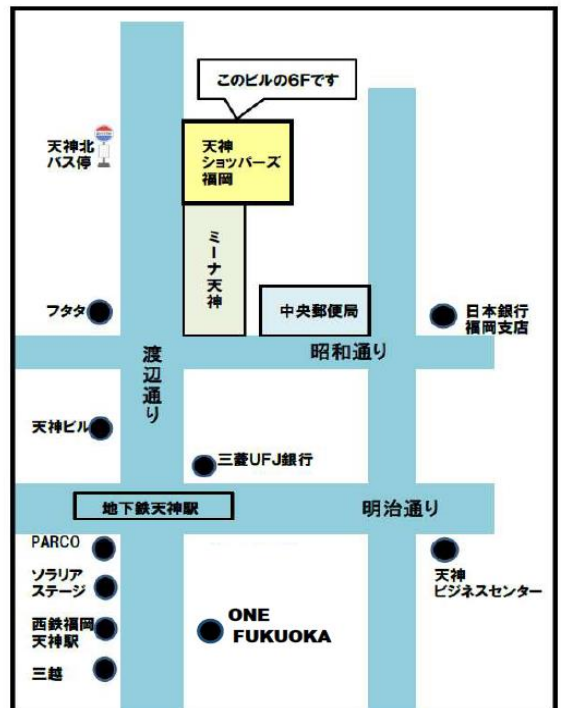 このビルの6Fです
天神北
バス停
天神
ショッパーズ
福岡
ミーナ天神
フタタ
中央郵便局
日本銀行
福岡支店
渡辺通り
昭和通り
天神ビル
三菱UFJ銀行
地下鉄天神駅
明治通り
PARCO
天神
ビジネスセンター
ソラリア
ステージ
西鉄福岡
天神駅
ONE
FUKUOKA
三越